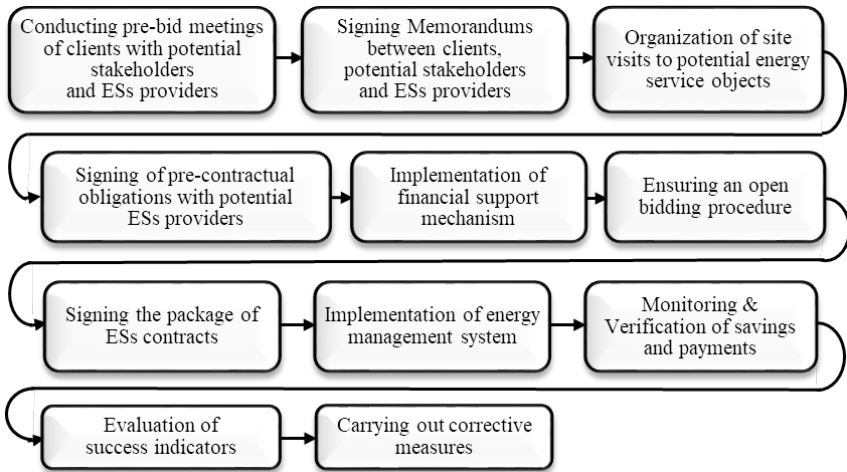 Conducting pre-bid meetings
of clients with potential
stakeholders
and ESs providers
Signing Memorandums
between clients,
potential stakeholders
and ESs providers
Organization of site
visits to potential energy
service objects
Signing of pre-contractual
obligations with potential
ESs providers
Implementation of
financial support
mechanism
Ensuring an open
bidding procedure
Signing the package of
ESs contracts
Implementation of energy
management system
Monitoring &
Verification of savings
and payments
Evaluation of
success indicators
Carrying out corrective
measures